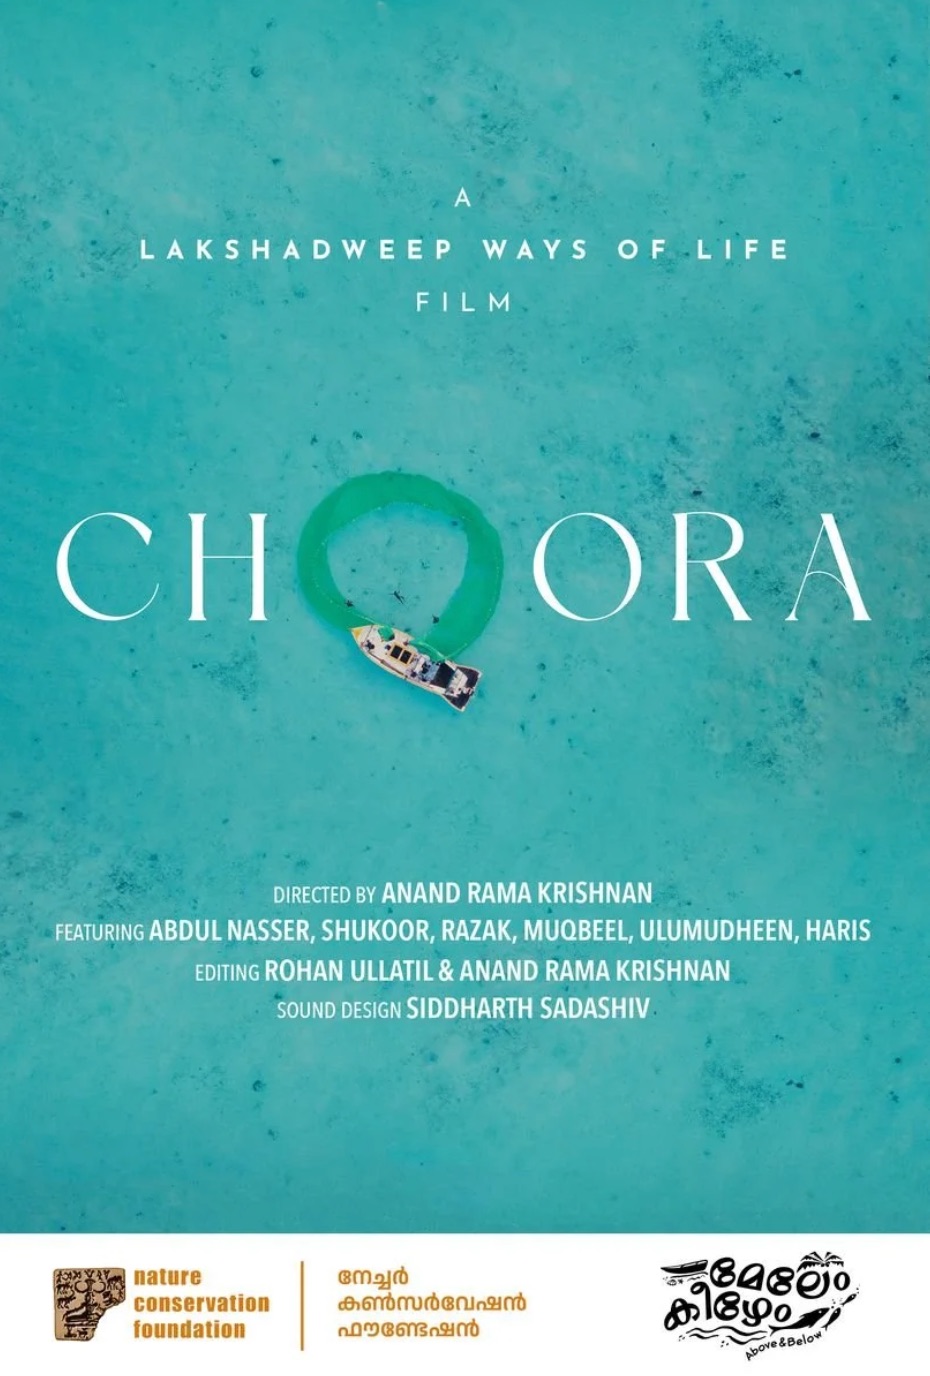 A
LAKSHADWEEP WAYS OF LIFE
FILM
CHOORA
DIRECTED BY ANAND RAMA KRISHNAN
FEATURING ABDUL NASSER, SHUKOOR, RAZAK, MUQBEEL, ULUMUDHEEN, HARIS
EDITING ROHAN ULLATIL & ANAND RAMA KRISHNAN
SOUND DESIGN SIDDHARTH SADASHIV
nature
conservation
foundation
നേച്ചർ
കൺസർവേഷൻ
ഫൗണ്ടേഷൻ
മേലേം
കീഴേം
Above&Below